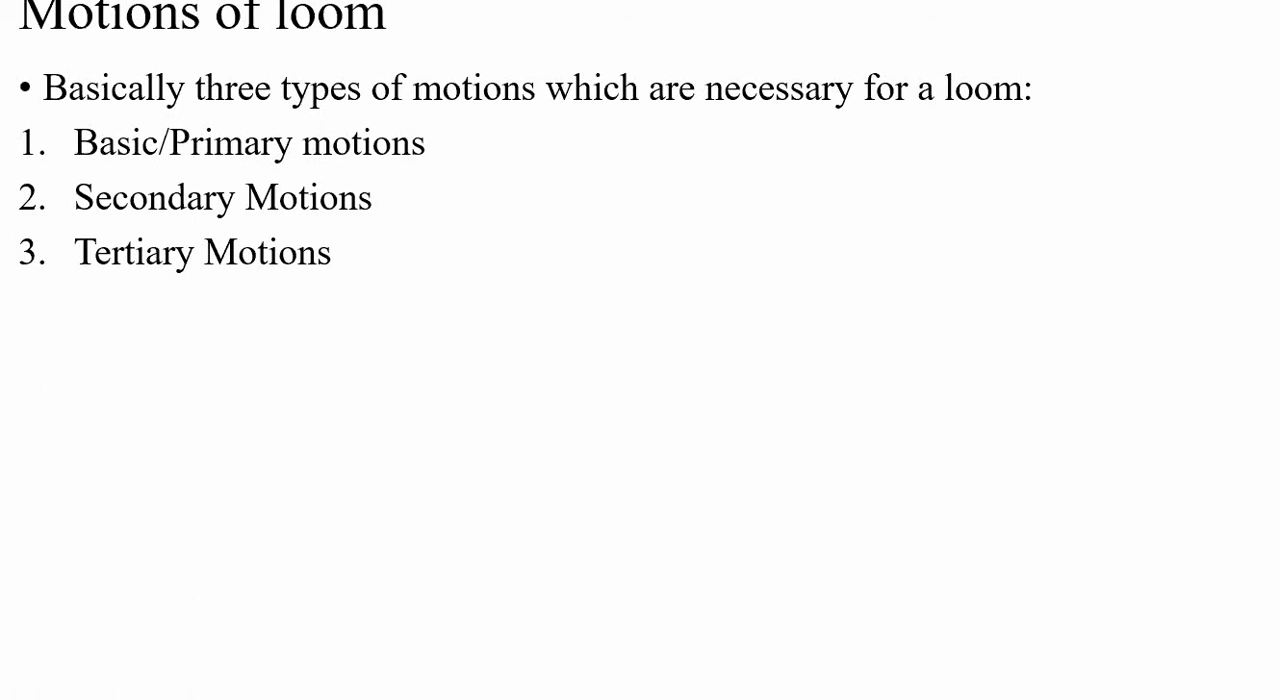 Motions of loom
• Basically three types of motions which are necessary for a loom:
1. Basic/Primary motions
2. Secondary Motions
3. Tertiary Motions